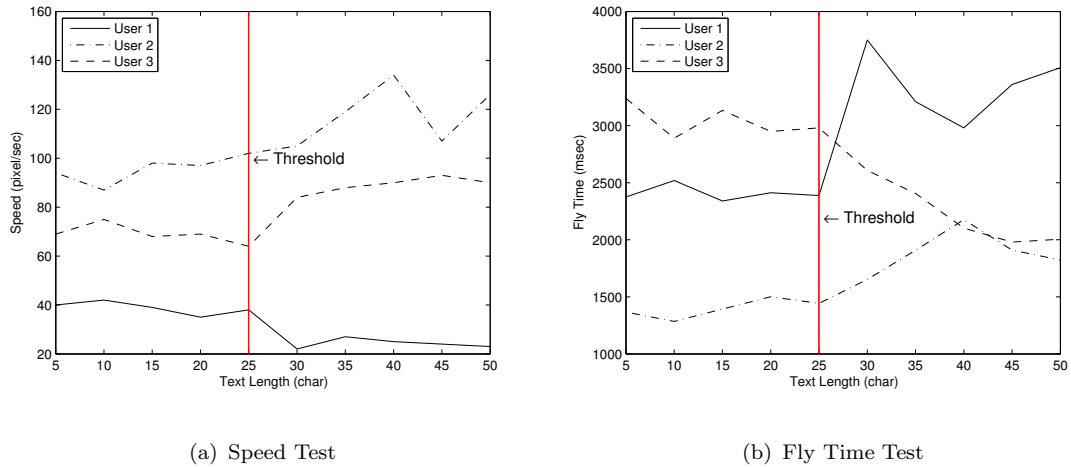 160
140
120
100
80
60
40
20
Speed (pixel/sec)
User 1
User 2
User 3
← Threshold
5 10 15 20 25 30 35 40 45 50
Text Length (char)
(a) Speed Test
4000
3500
3000
2500
2000
1500
1000
Fly Time (msec)
User 1
User 2
User 3
← Threshold
5 10 15 20 25 30 35 40 45 50
Text Length (char)
(b) Fly Time Test